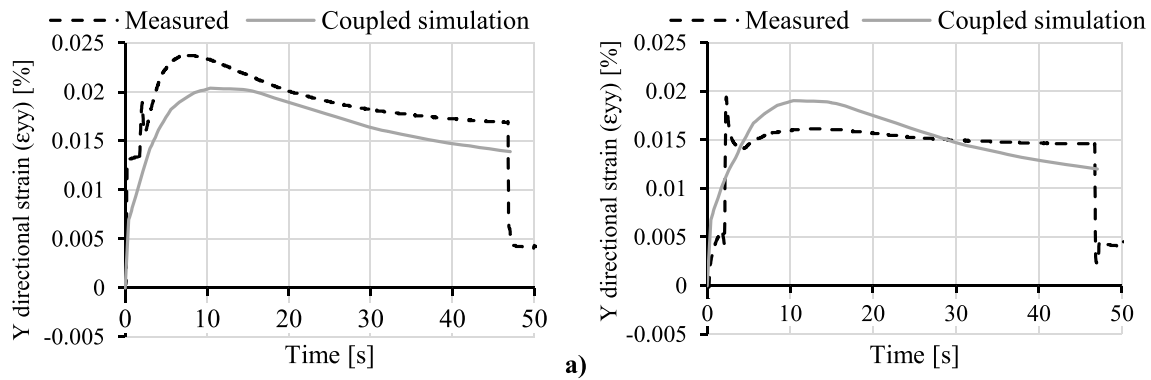 Measured Coupled simulation
Y directional strain (εyy) [%]
0.025
0.02
0.015
0.01
0.005
0
-0.005
0 10 20 30 40 50
Time [s]
Measured Coupled simulation
Y directional strain (εyy) [%]
0.025
0.02
0.015
0.01
0.005
0
-0.005
0 10 20 30 40 50
Time [s]
a)